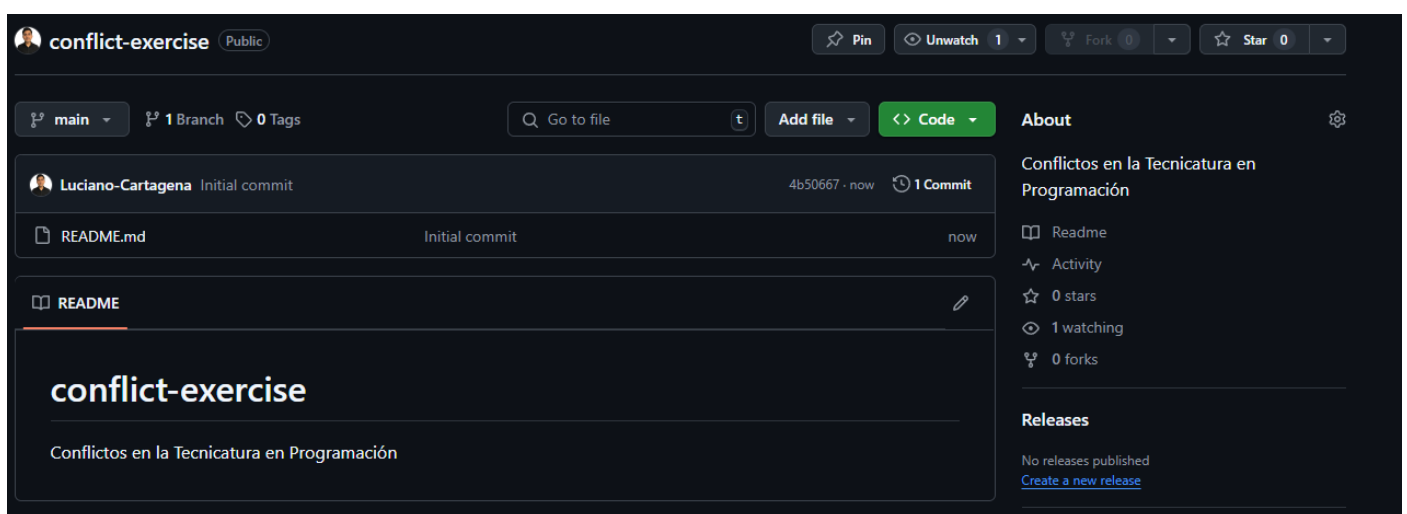 conflict-exercise Public
Pin Unwatch 1 Fork 0 Star 0
main 1 Branch 0 Tags Go to file t Add file Code
Luciano-Cartagena Initial commit 4b50667 · now 1 Commit
README.md Initial commit now
README
conflict-exercise
Conflictos en la Tecnicatura en Programación
About
Conflictos en la Tecnicatura en
Programación
Readme
Activity
0 stars
1 watching
0 forks
Releases
No releases published
Create a new release